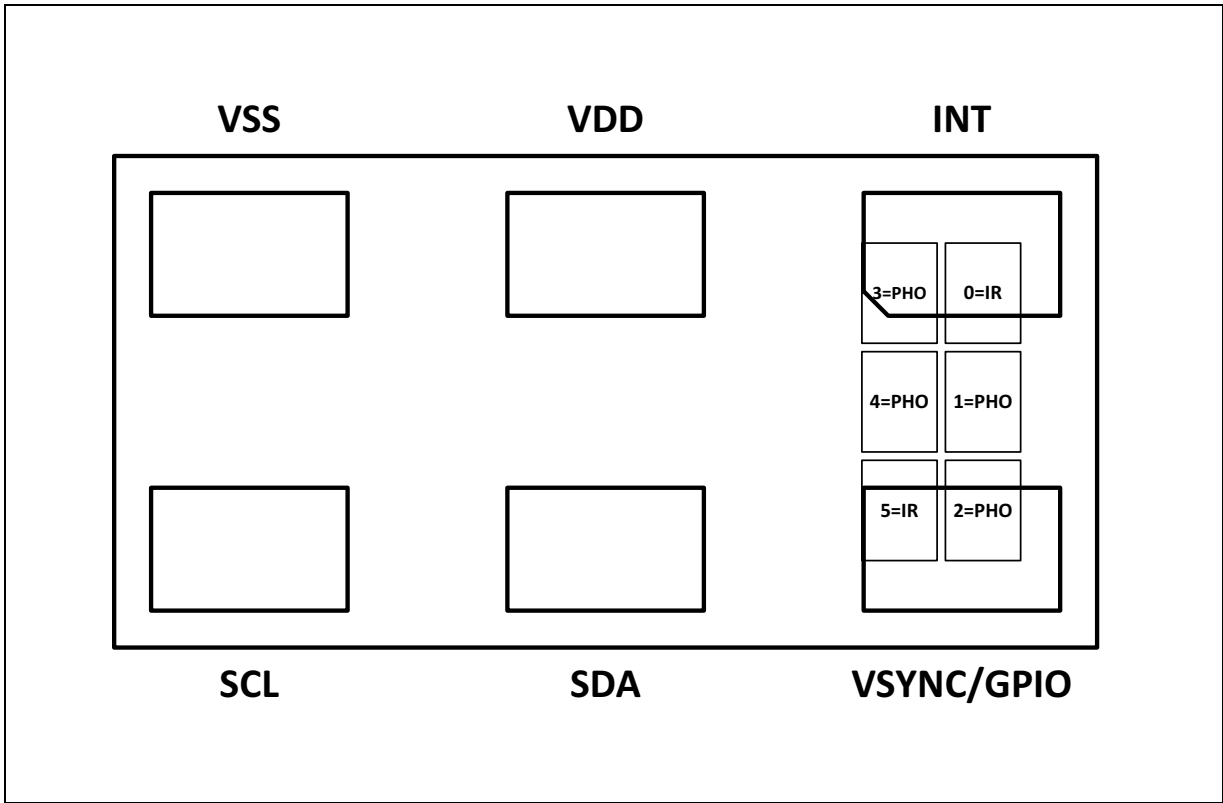 VSS VDD INT
3=PHO 0=IR
4=PHO 1=PHO
5=IR 2=PHO
SCL SDA VSYNC/GPIO